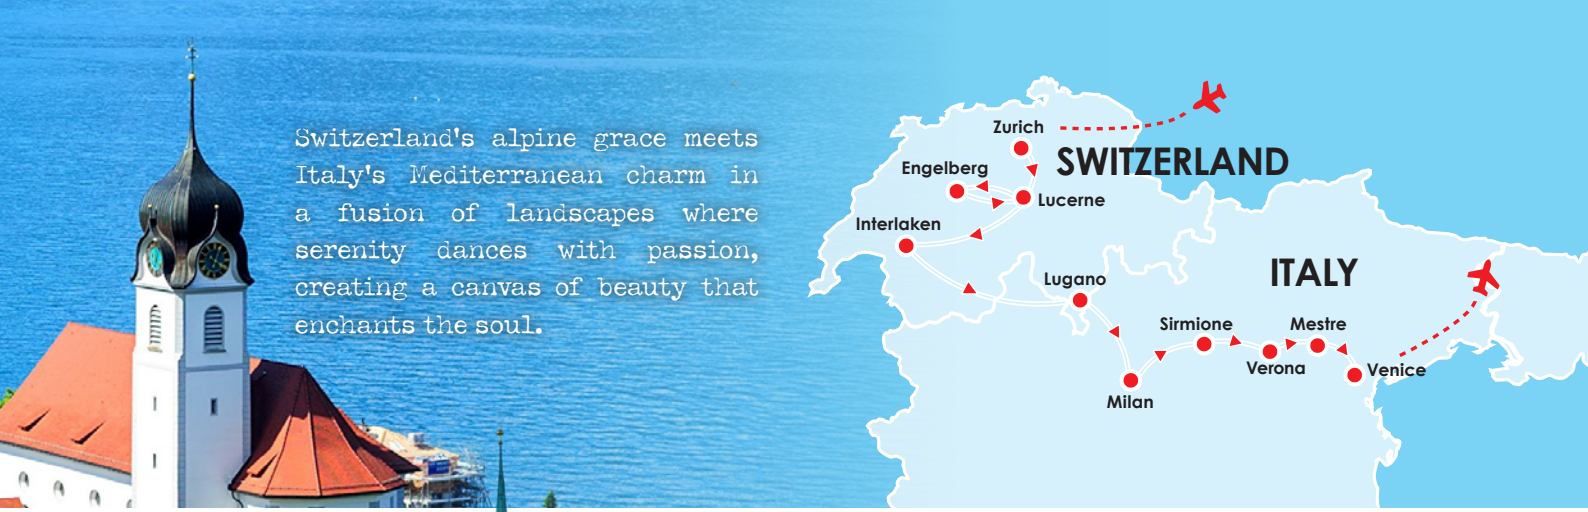 Switzerland's alpine grace meets
Italy's Mediterranean charm in
a fusion of landscapes where
serenity dances with passion,
creating a canvas of beauty that
enchants the soul.
Zurich
SWITZERLAND
Engelberg
Lucerne
Interlaken
Lugano
ITALY
Sirmione
Mestre
Verona
Venice
Milan